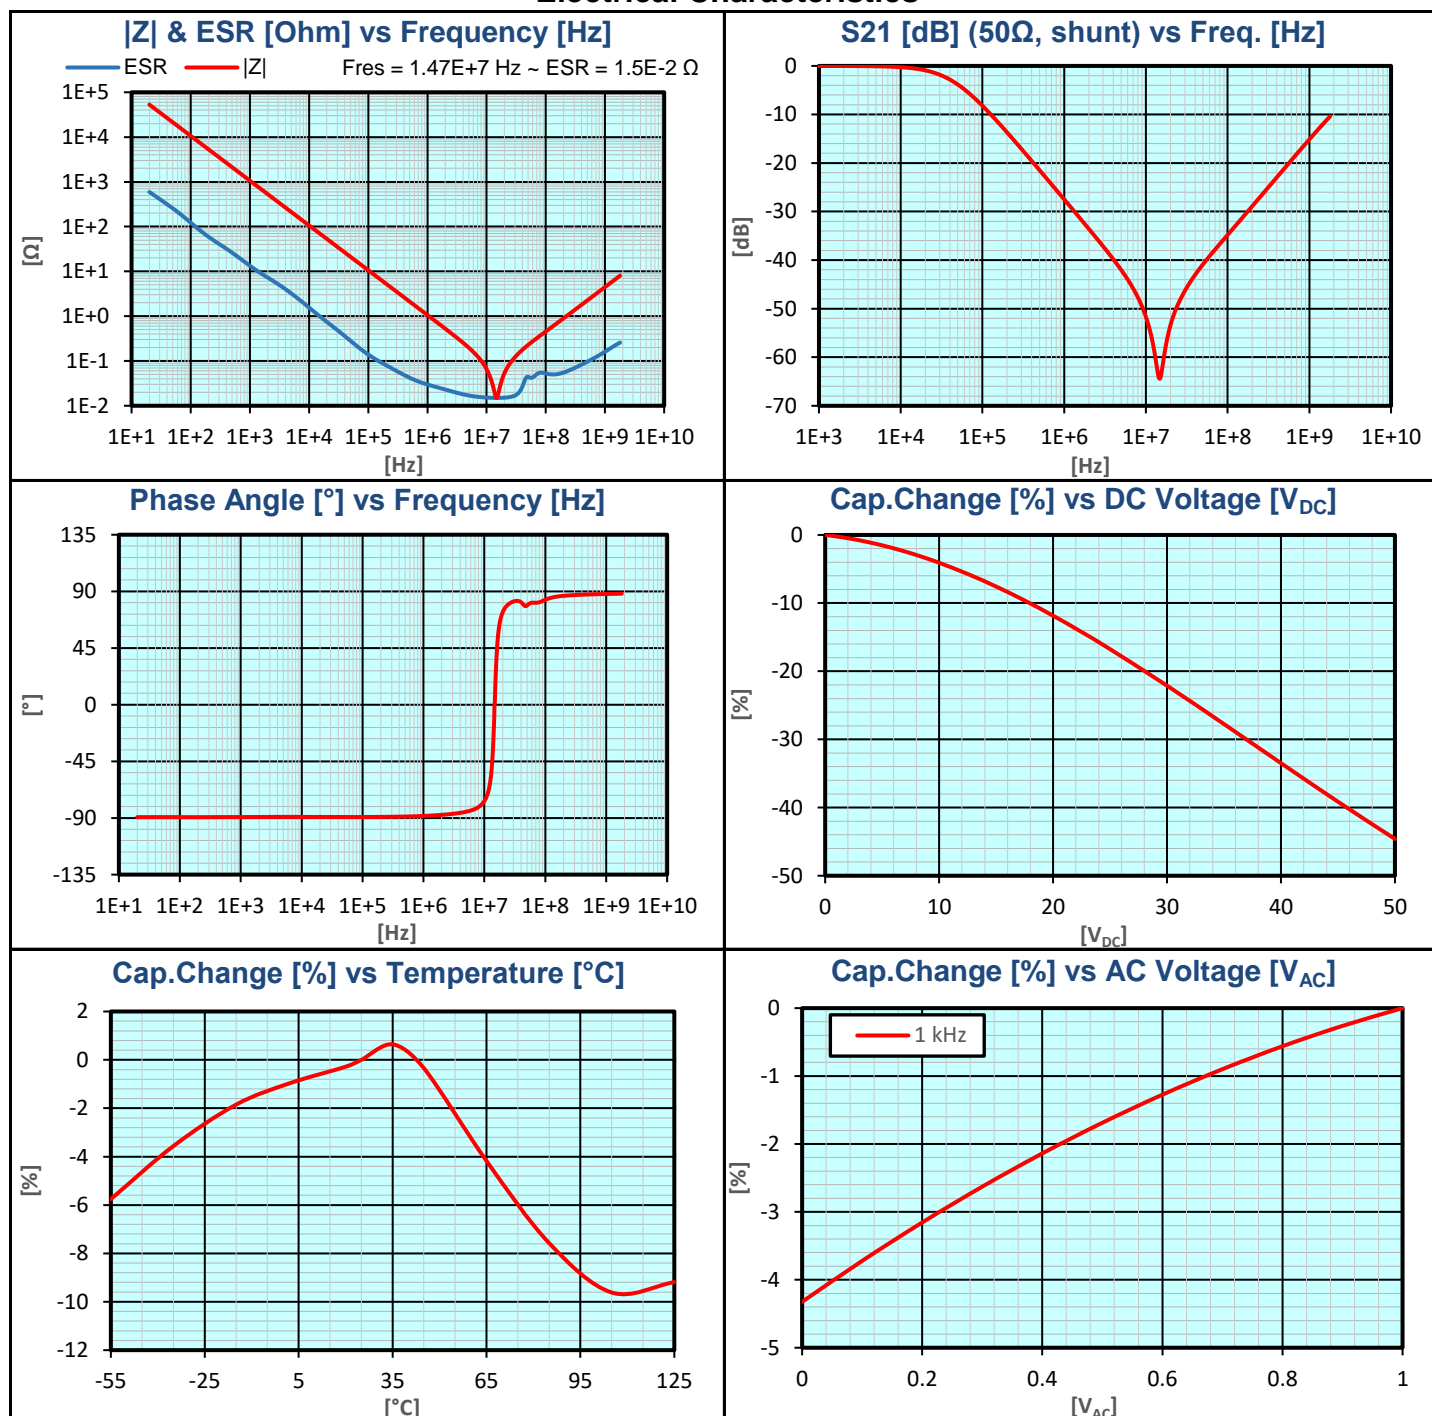 Electrical Characteristics
|Z| & ESR [Ohm] vs Frequency [Hz]
ESR |Z| Fres = 1.47E+7 Hz ~ ESR = 1.5E-2 Ω
1E+5
1E+4
1E+3
1E+2
1E+1
1E+0
1E-1
1E-2
[Ω]
1E+1 1E+2 1E+3 1E+4 1E+5 1E+6 1E+7 1E+8 1E+9 1E+10
[Hz]
S21 [dB] (50Ω, shunt) vs Freq. [Hz]
0
-10
-20
-30
-40
-50
-60
-70
[dB]
1E+3 1E+4 1E+5 1E+6 1E+7 1E+8 1E+9 1E+10
[Hz]
Phase Angle [°] vs Frequency [Hz]
135
90
45
0
-45
-90
-135
[°]
1E+1 1E+2 1E+3 1E+4 1E+5 1E+6 1E+7 1E+8 1E+9 1E+10
[Hz]
Cap.Change [%] vs DC Voltage [VDC]
0
-10
-20
-30
-40
-50
[%]
0 10 20 30 40 50
[VDC]
Cap.Change [%] vs Temperature [°C]
2
0
-2
-4
-6
-8
-10
-12
[%]
-55 -25 5 35 65 95 125
[°C]
Cap.Change [%] vs AC Voltage [VAC]
1 kHz
0
-1
-2
-3
-4
-5
[%]
0 0.2 0.4 0.6 0.8 1
[VAC]